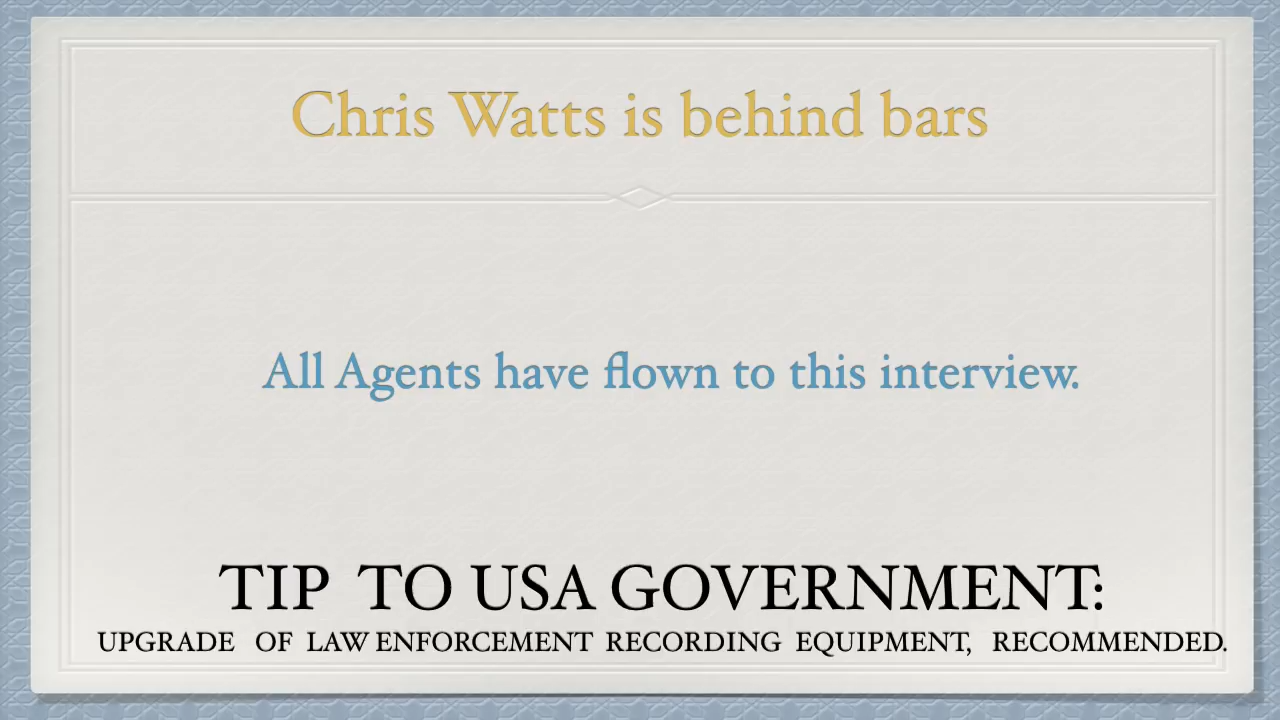 Chris Watts is behind bars
All Agents have flown to this interview.
TIP TO USA GOVERNMENT:
UPGRADE OF LAW ENFORCEMENT RECORDING EQUIPMENT, RECOMMENDED.